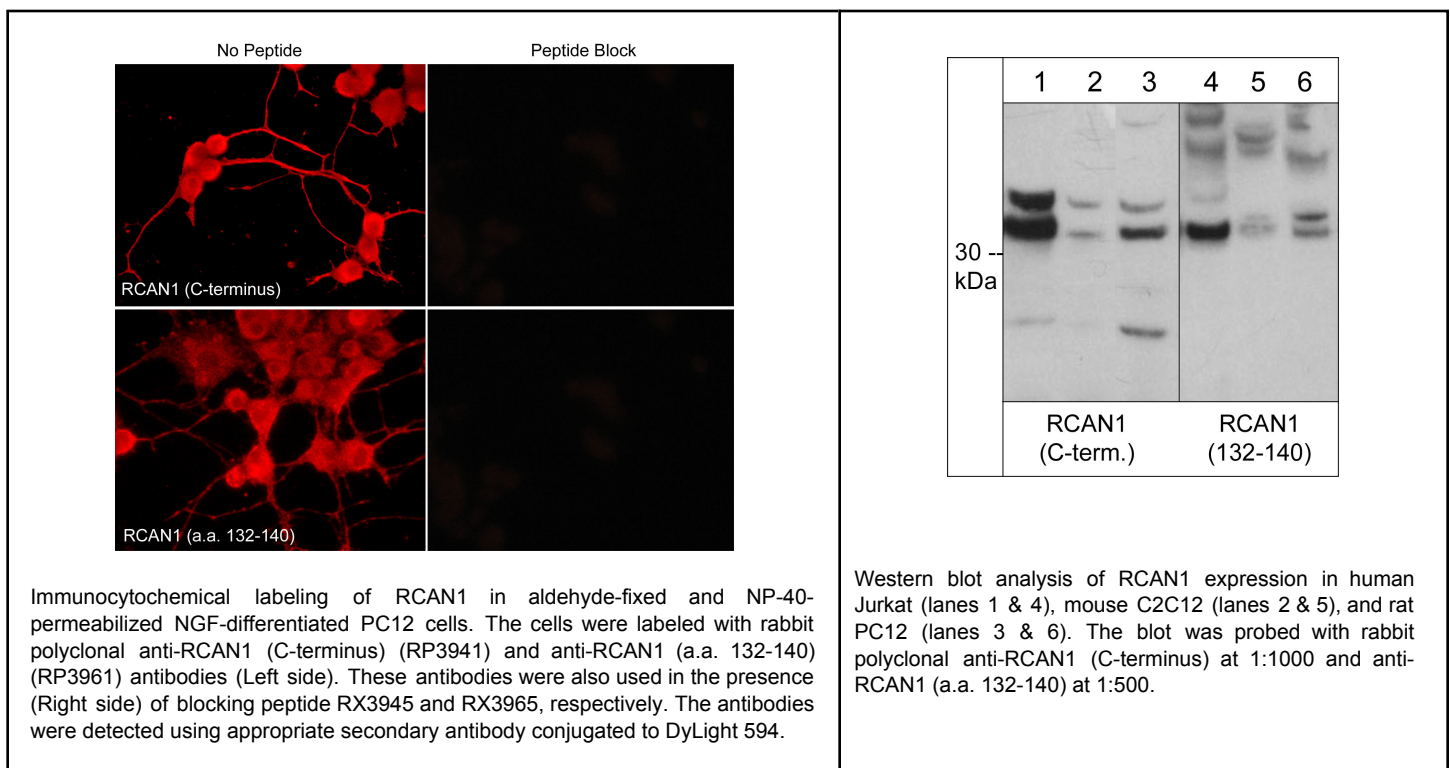 No Peptide
Peptide Block
RCAN1 (C-terminus)
RCAN1 (a.a. 132-140)
Immunocytochemical labeling of RCAN1 in aldehyde-fixed and NP-40-
permeabilized NGF-differentiated PC12 cells. The cells were labeled with rabbit
polyclonal anti-RCAN1 (C-terminus) (RP3941) and anti-RCAN1 (a.a. 132-140)
(RP3961) antibodies (Left side). These antibodies were also used in the presence
(Right side) of blocking peptide RX3945 and RX3965, respectively. The antibodies
were detected using appropriate secondary antibody conjugated to DyLight 594.
1 2 3 4 5 6
30 --
kDa
RCAN1
(C-term.)
RCAN1
(132-140)
Western blot analysis of RCAN1 expression in human
Jurkat (lanes 1 & 4), mouse C2C12 (lanes 2 & 5), and rat
PC12 (lanes 3 & 6). The blot was probed with rabbit
polyclonal anti-RCAN1 (C-terminus) at 1:1000 and anti-
RCAN1 (a.a. 132-140) at 1:500.